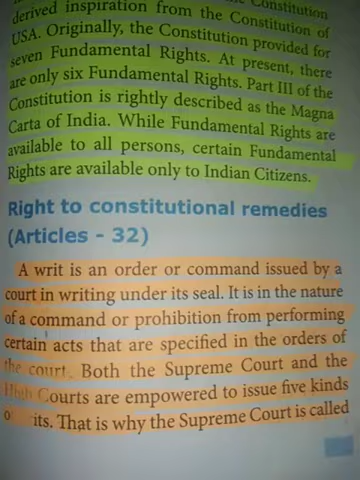 Constitution
derived inspiration from the Constitution of
USA. Originally, the Constitution provided for
seven Fundamental Rights. At present, there
are only six Fundamental Rights. Part III of the
Constitution is rightly described as the Magna
Carta of India. While Fundamental Rights are
available to all persons, certain Fundamental
Rights are available only to Indian Citizens.
Right to constitutional remedies
(Articles - 32)
A writ is an order or command issued by a
court in writing under its seal. It is in the nature
of a command or prohibition from performing
certain acts that are specified in the orders of
the court. Both the Supreme Court and the
High Courts are empowered to issue five kinds
its. That is why the Supreme Court is called